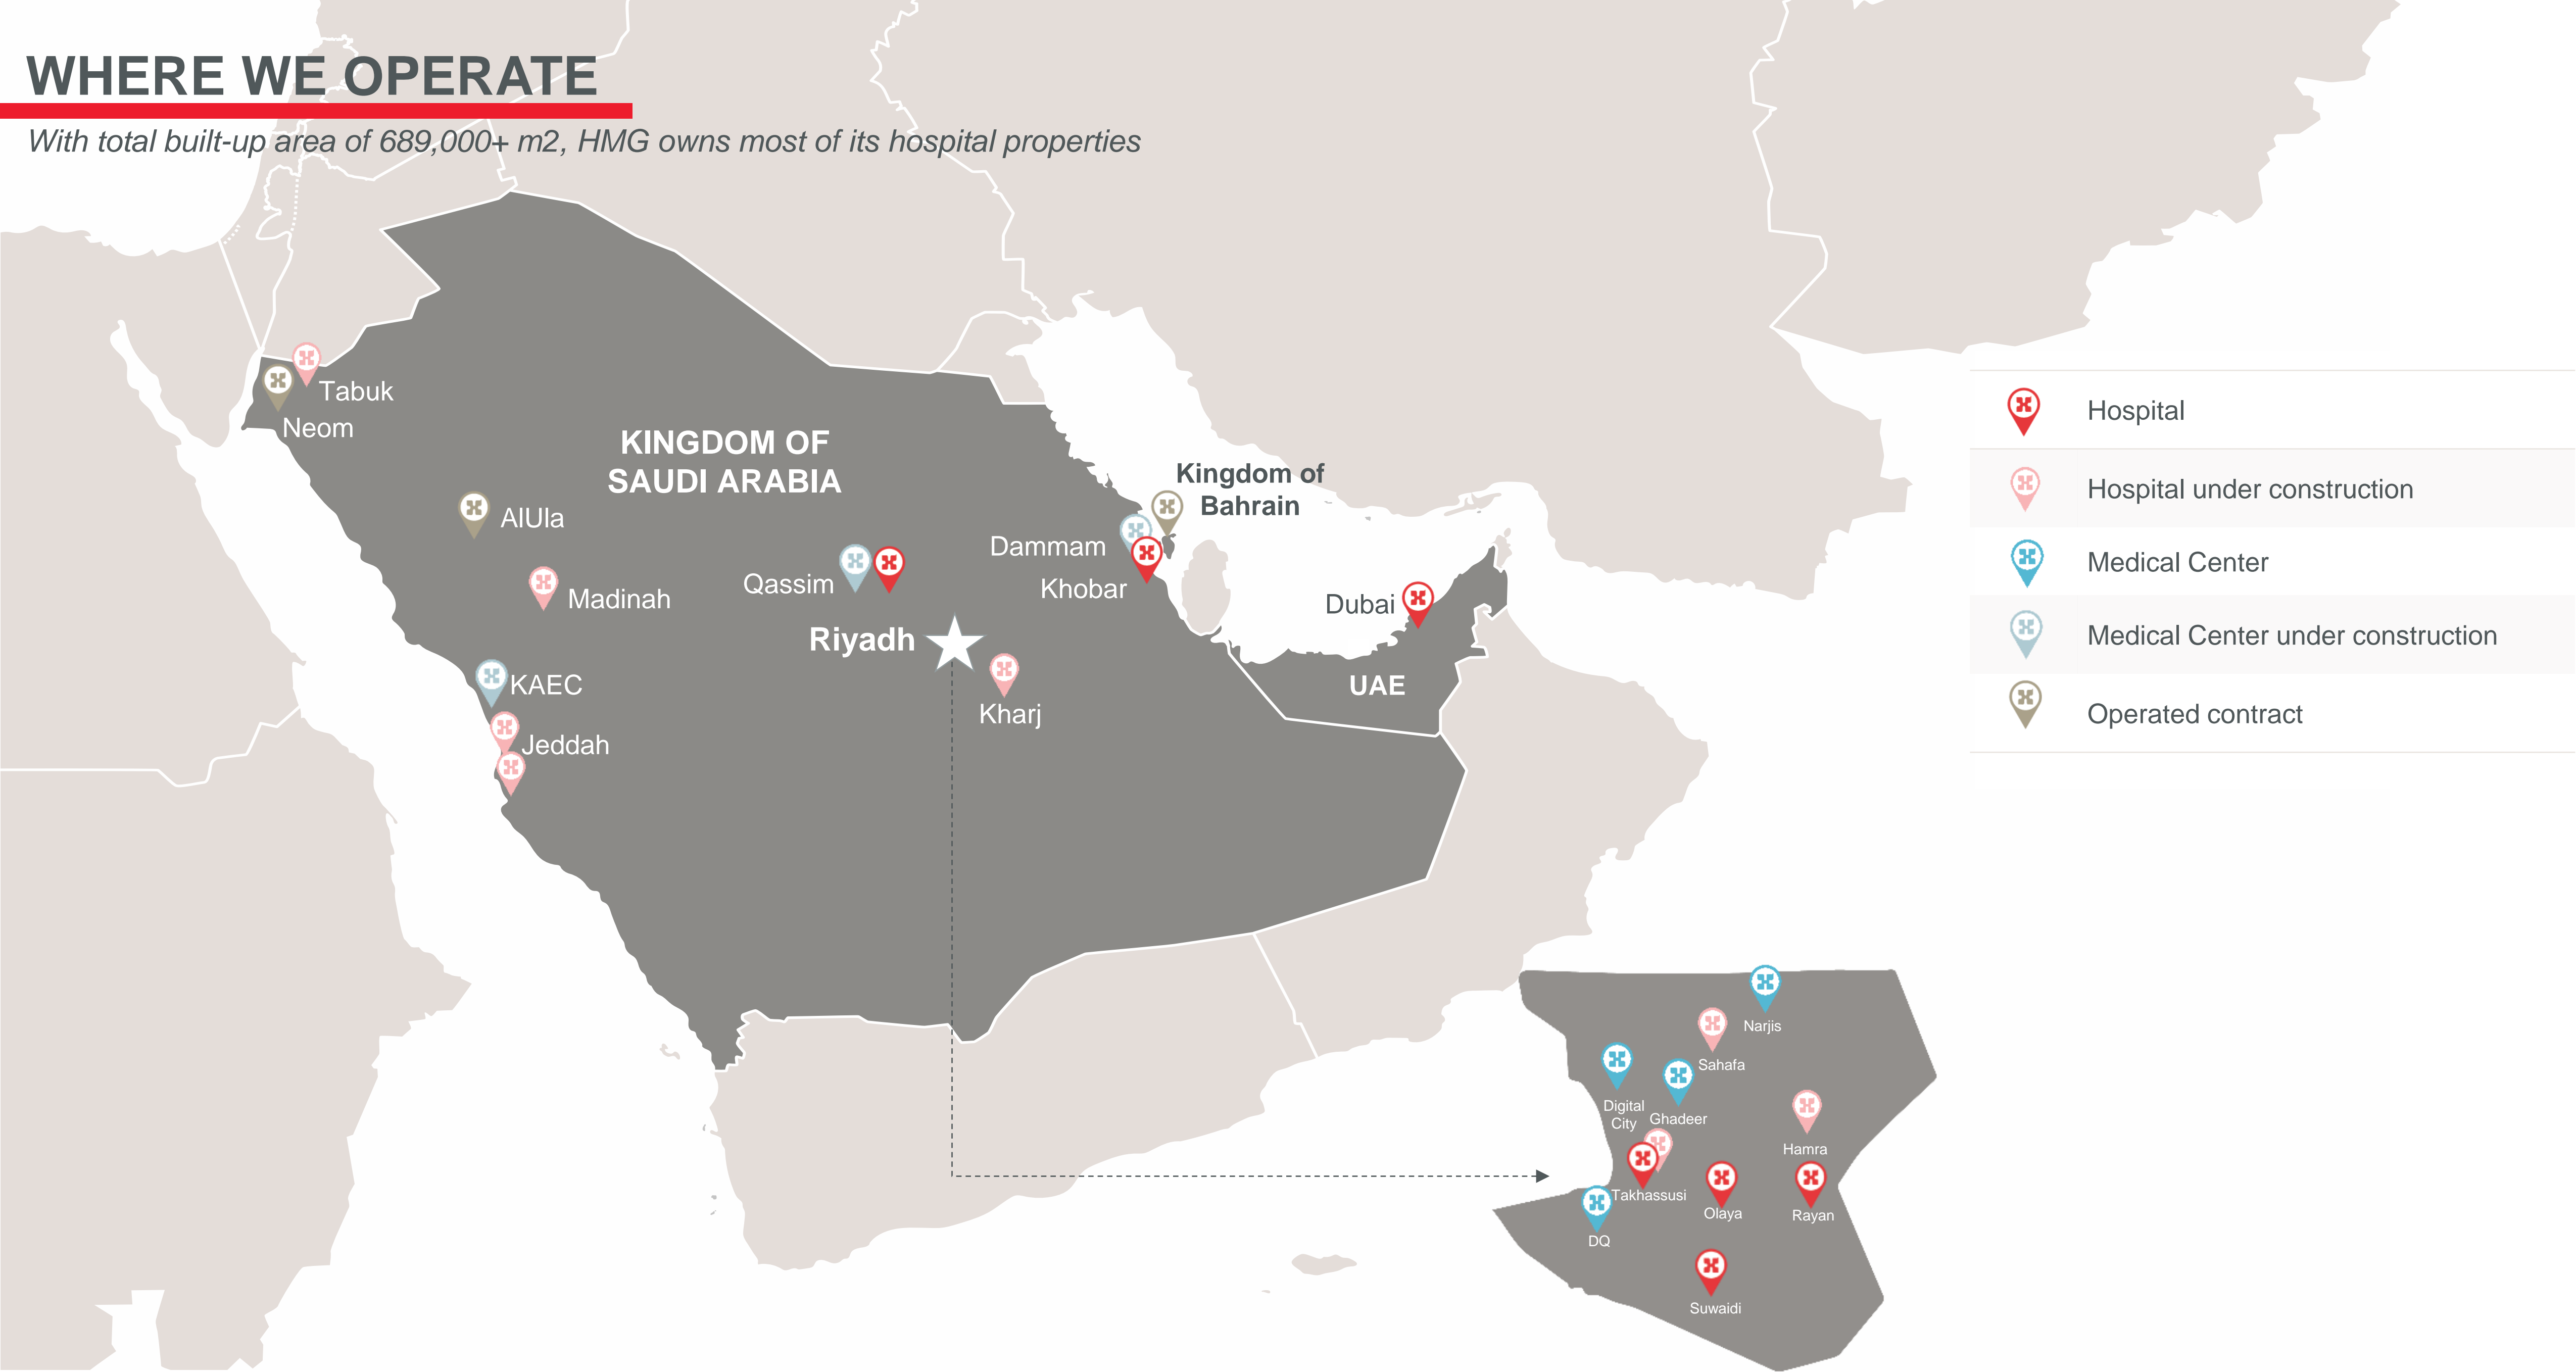 WHERE WE OPERATE
With total built-up area of 689,000+ m2, HMG owns most of its hospital properties
Tabuk
Neom
KINGDOM OF
SAUDI ARABIA
AlUla
Madinah
Qassim
Riyadh
KAEC
Jeddah
Kharj
Kingdom of
Bahrain
Dammam
Khobar
Dubai
UAE
Hospital
Hospital under construction
Medical Center
Medical Center under construction
Operated contract
Narjis
Sahafa
Digital
City
Ghadeer
Hamra
Takhassusi
Olaya
Rayan
DQ
Suwaidi